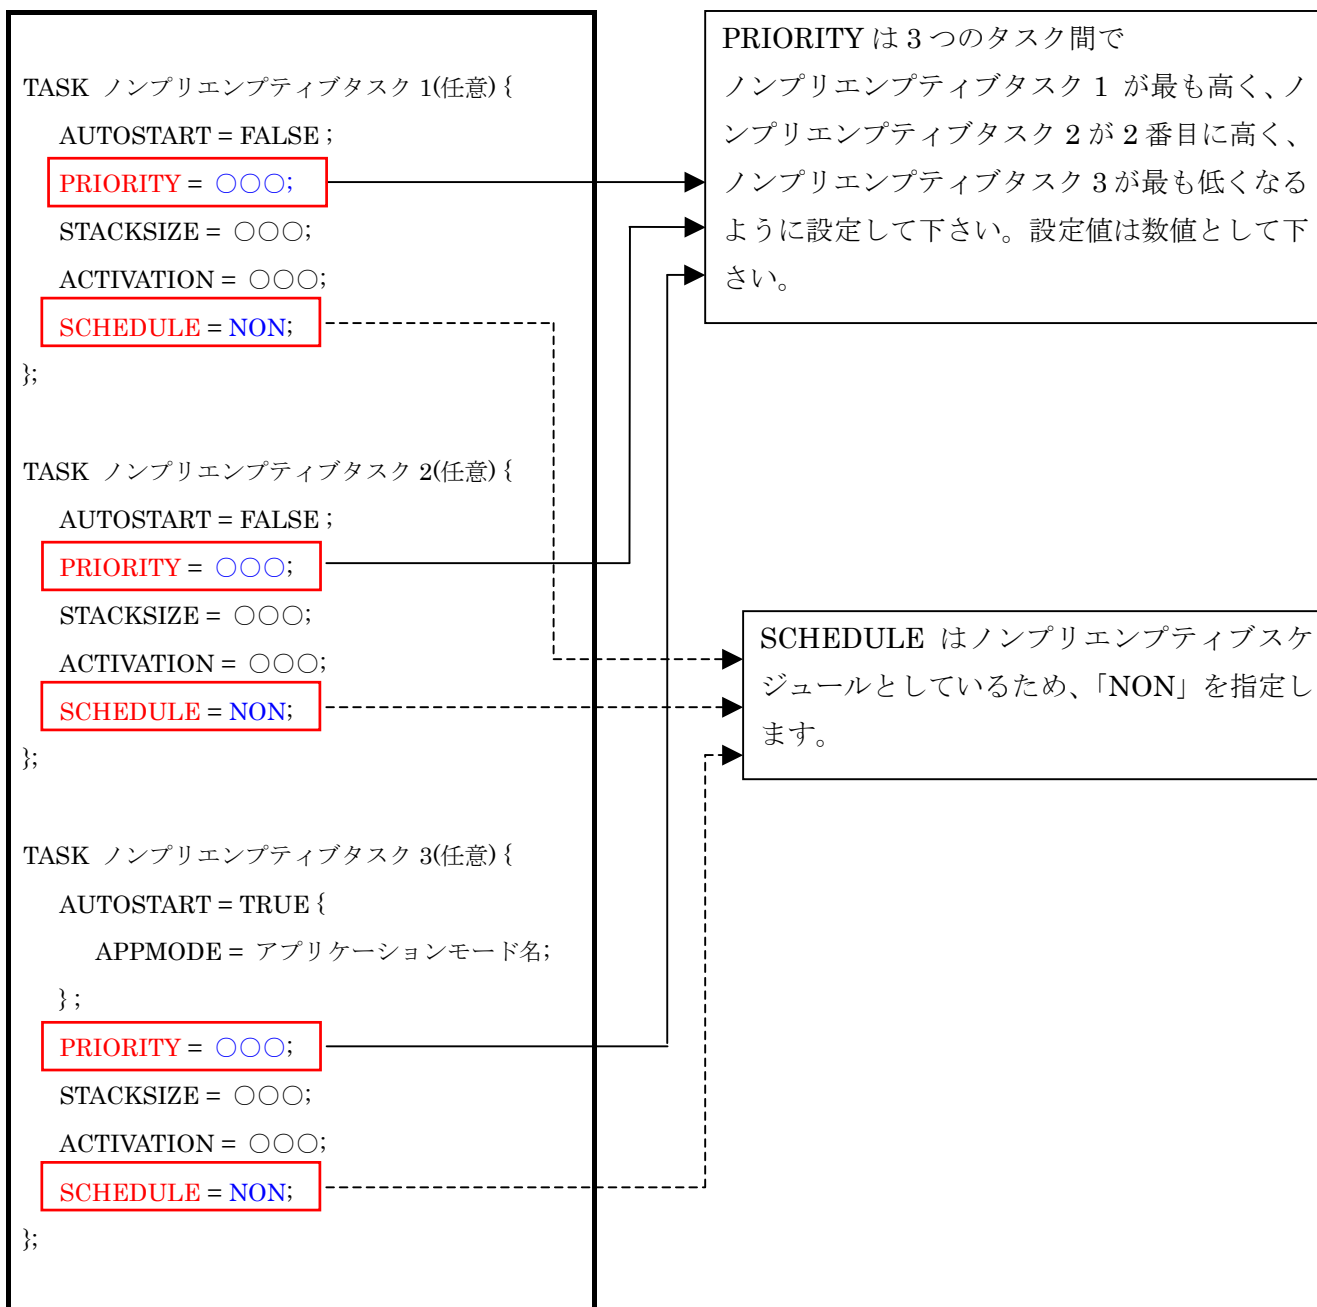 TASK ノンプリエンプティブタスク 1(任意) {
AUTOSTART = FALSE ;
PRIORITY = 〇〇〇;
STACKSIZE = 〇〇〇;
ACTIVATION = 〇〇〇;
SCHEDULE = NON;
};
TASK ノンプリエンプティブタスク 2(任意) {
AUTOSTART = FALSE ;
PRIORITY = 〇〇〇;
STACKSIZE = 〇〇〇;
ACTIVATION = 〇〇〇;
SCHEDULE = NON;
};
TASK ノンプリエンプティブタスク 3(任意) {
AUTOSTART = TRUE {
APPMODE = アプリケーションモード名;
} ;
PRIORITY = 〇〇〇;
STACKSIZE = 〇〇〇;
ACTIVATION = 〇〇〇;
SCHEDULE = NON;
};
PRIORITY は 3 つのタスク間で
ノンプリエンプティブタスク 1 が最も高く、ノ
ンプリエンプティブタスク 2 が 2 番目に高く、
ノンプリエンプティブタスク 3 が最も低くなる
ように設定して下さい。設定値は数値として下
さい。
SCHEDULE はノンプリエンプティブスケ
ジュールとしているため、「NON」を指定し
ます。